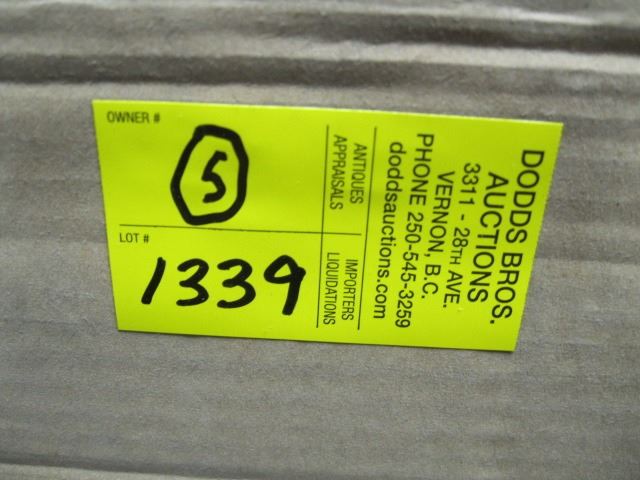 OWNER #
5
LOT #
1339
ANTIQUES
APPRAISALS
IMPORTERS
LIQUIDATIONS
DODDS BROS.
AUCTIONS
3311 - 28TH AVE.
VERNON, B.C.
PHONE 250-545-3259
doddsauctions.com